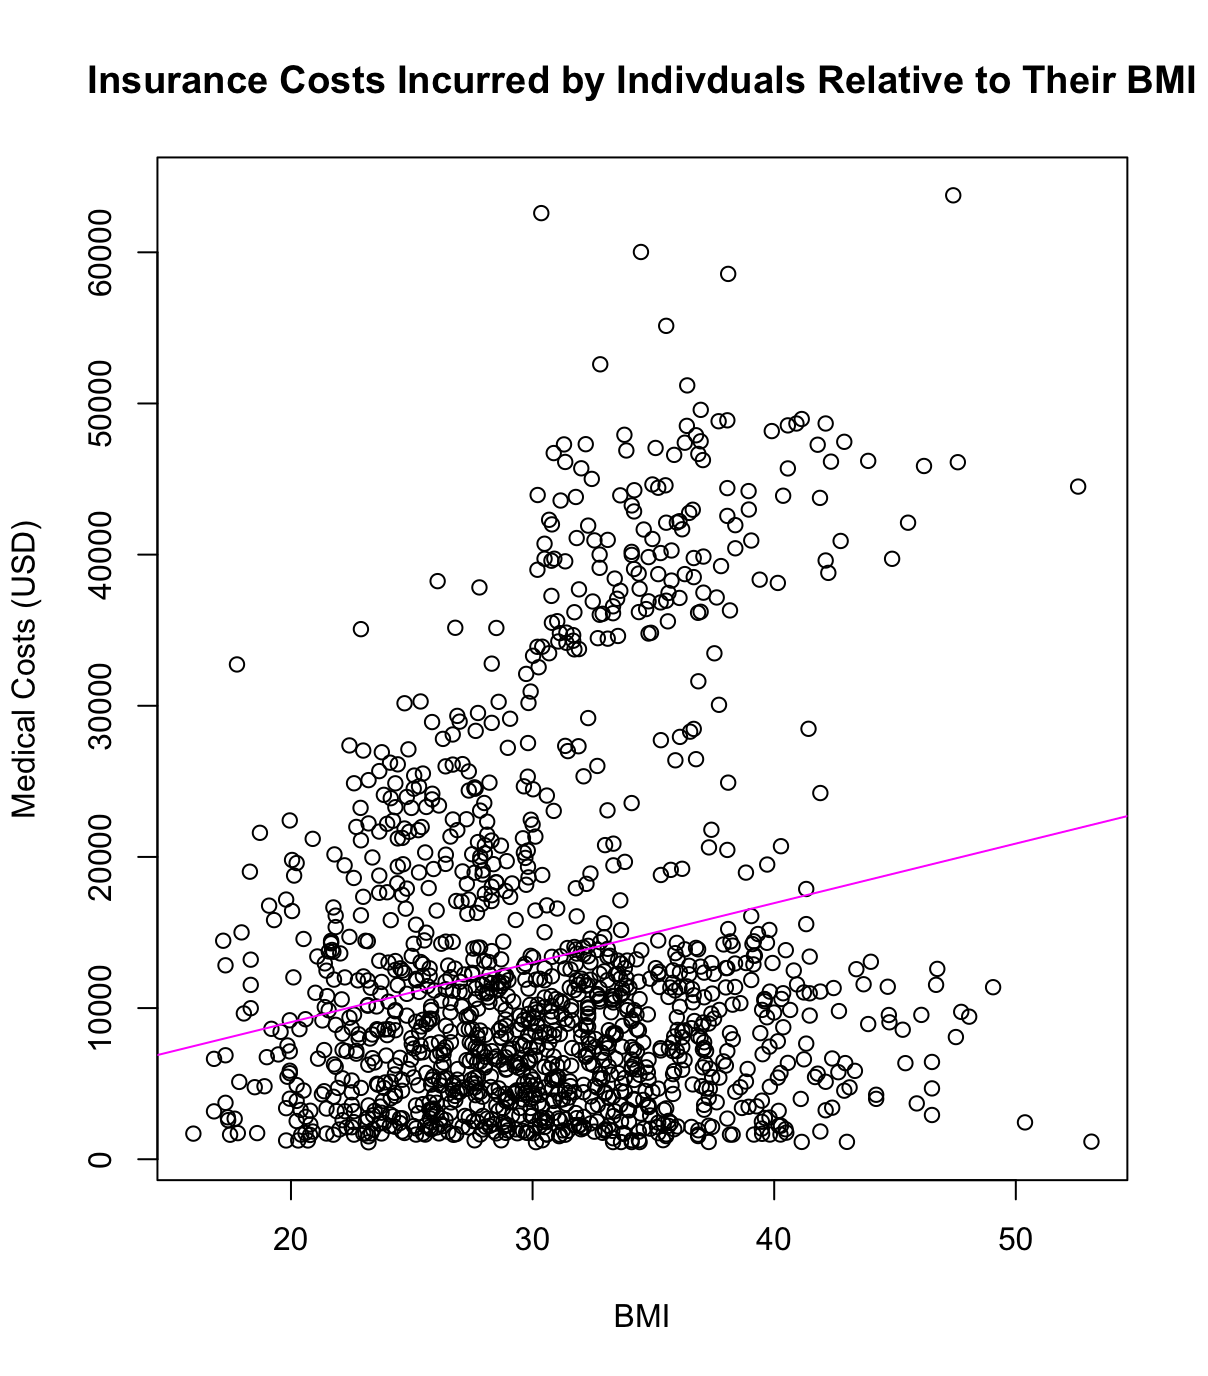 Insurance Costs Incurred by Indivduals Relative to Their BMI
Medical Costs (USD)
60000
50000
40000
30000
20000
10000
0
20 30 40 50
BMI